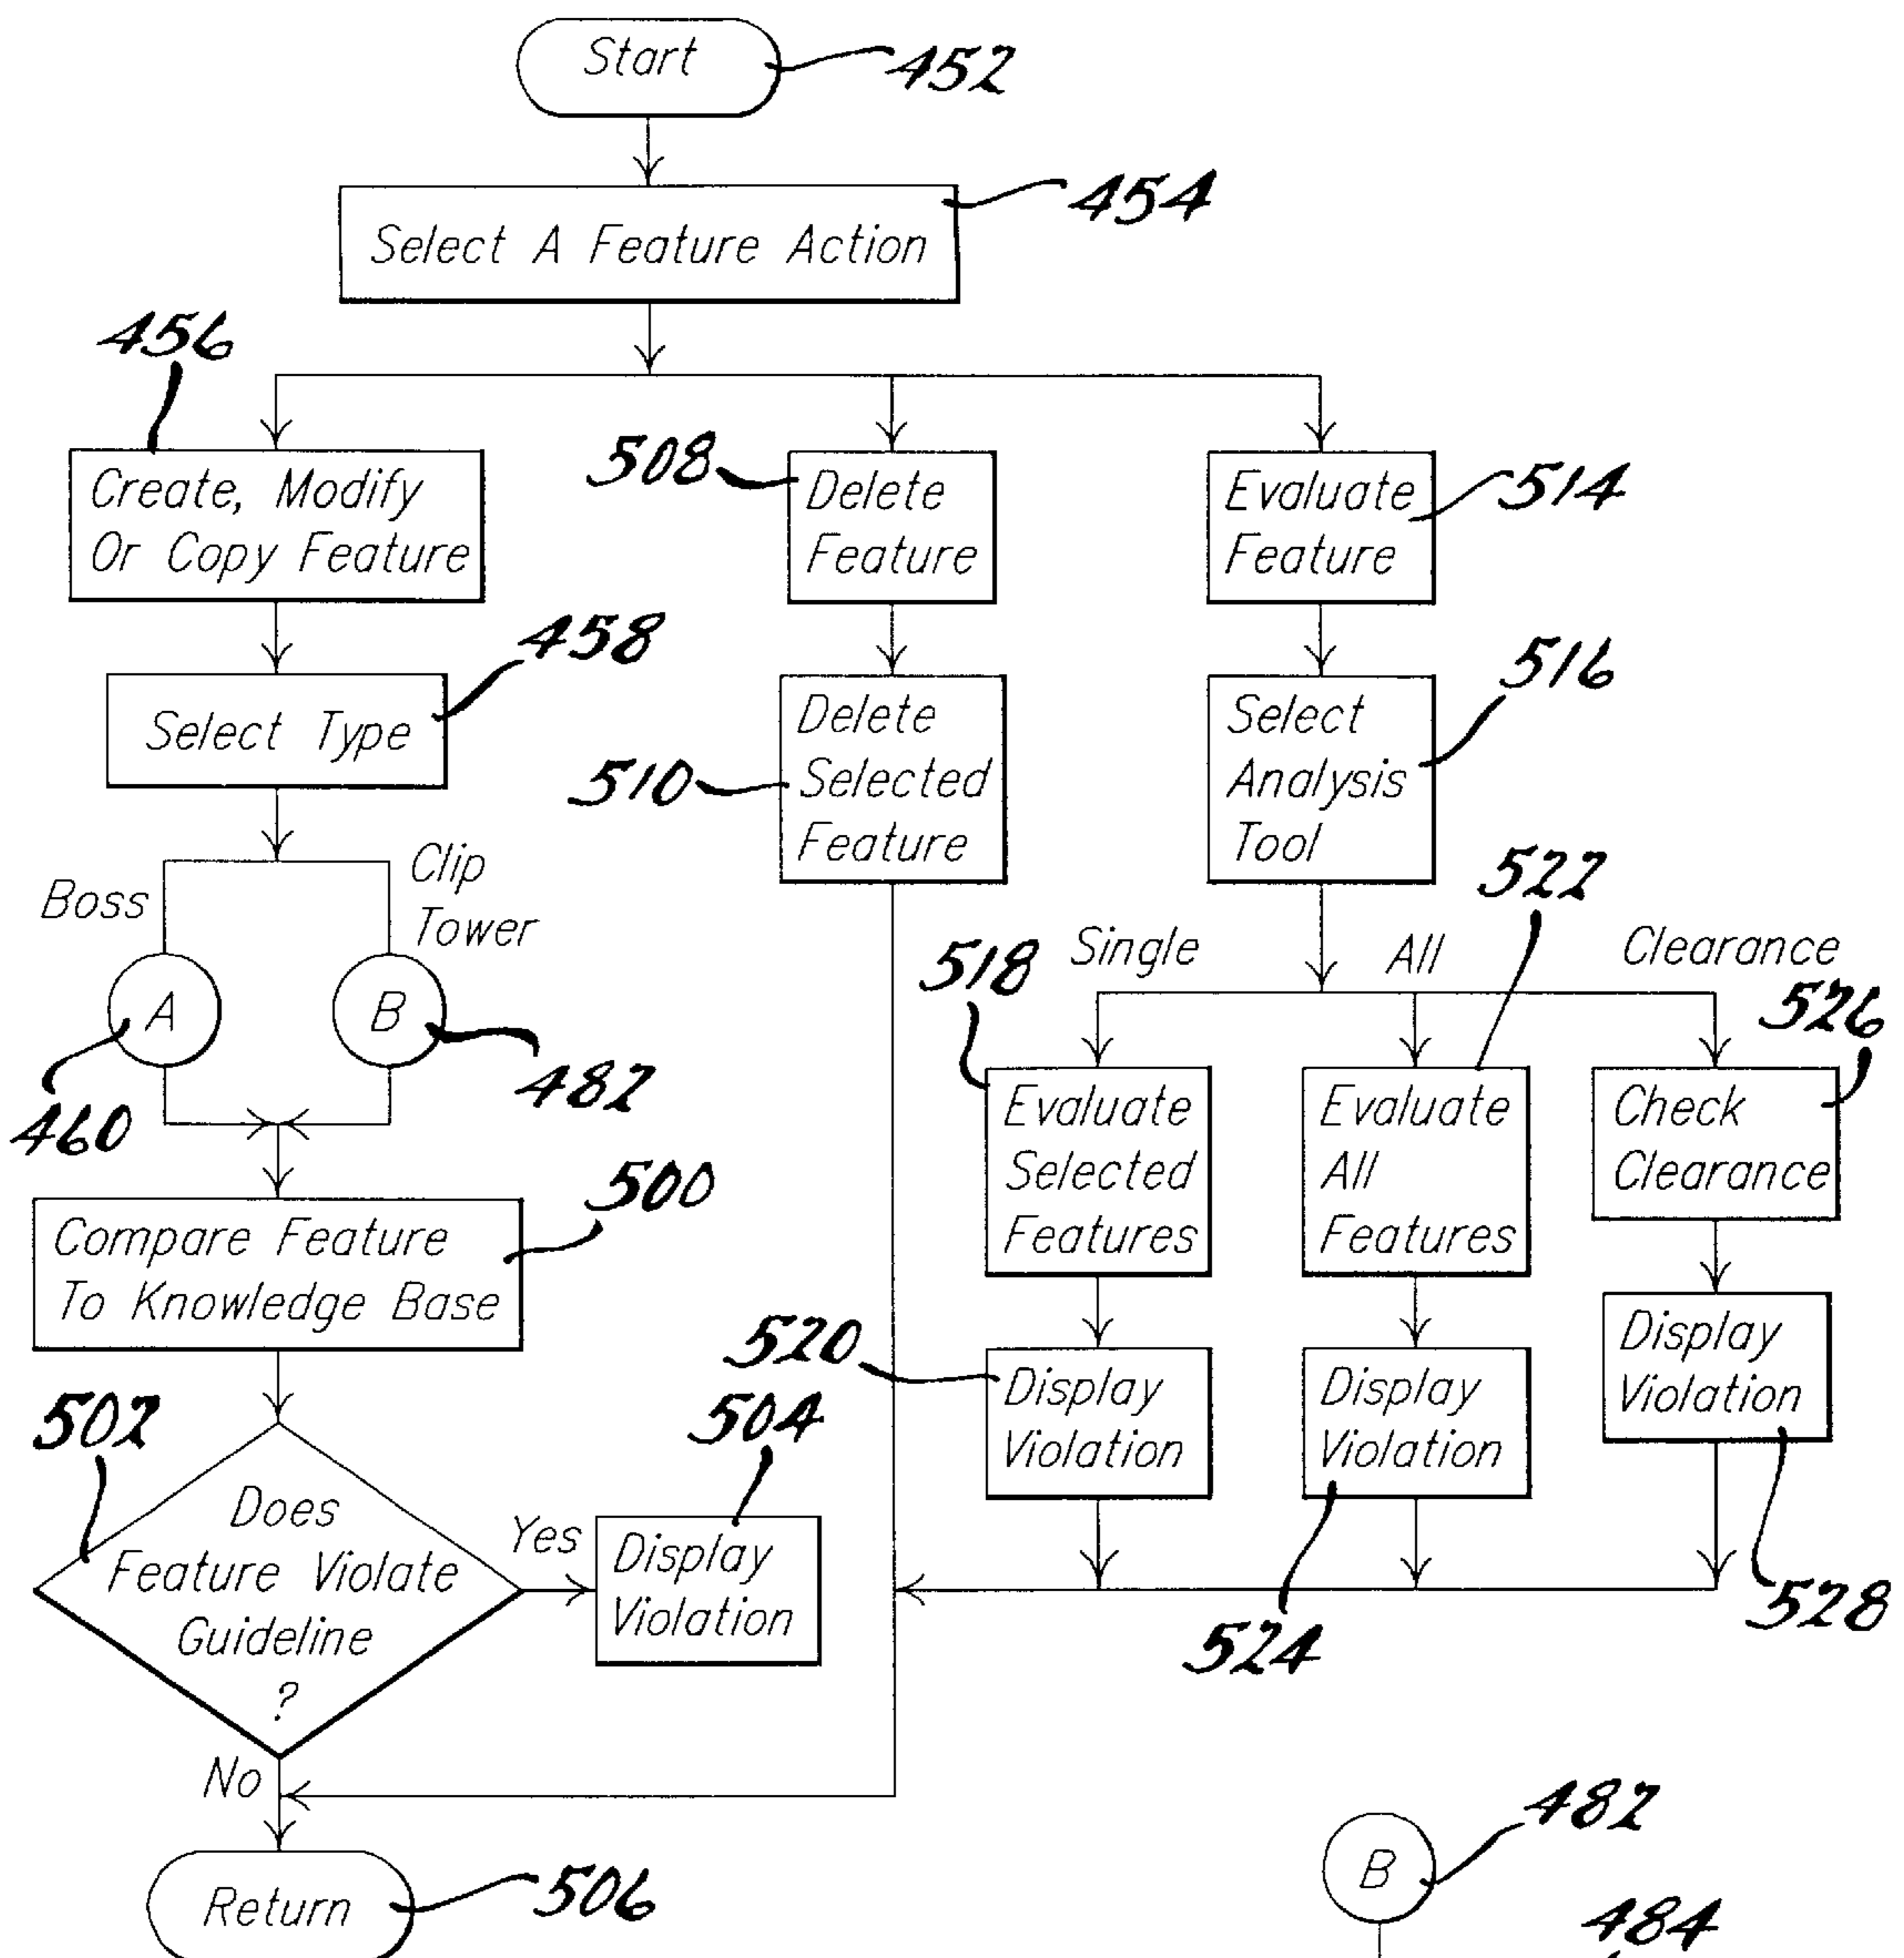 Start
452
Select A Feature Action
454
456
Create, Modify
Or Copy Feature
508
Delete
Feature
Evaluate
Feature
514
458
Select Type
510
Delete
Selected
Feature
Select
Analysis
Tool
516
Boss
Clip
Tower
A
460
B
482
Single
All
Clearance
518
522
526
Evaluate
Selected
Features
Evaluate
All
Features
Check
Clearance
500
Compare Feature
To Knowledge Base
520
Display
Violation
Display
Violation
524
Display
Violation
528
502
Does
Feature Violate
Guideline
?
Yes
504
Display
Violation
No
Return
506
B
482
484